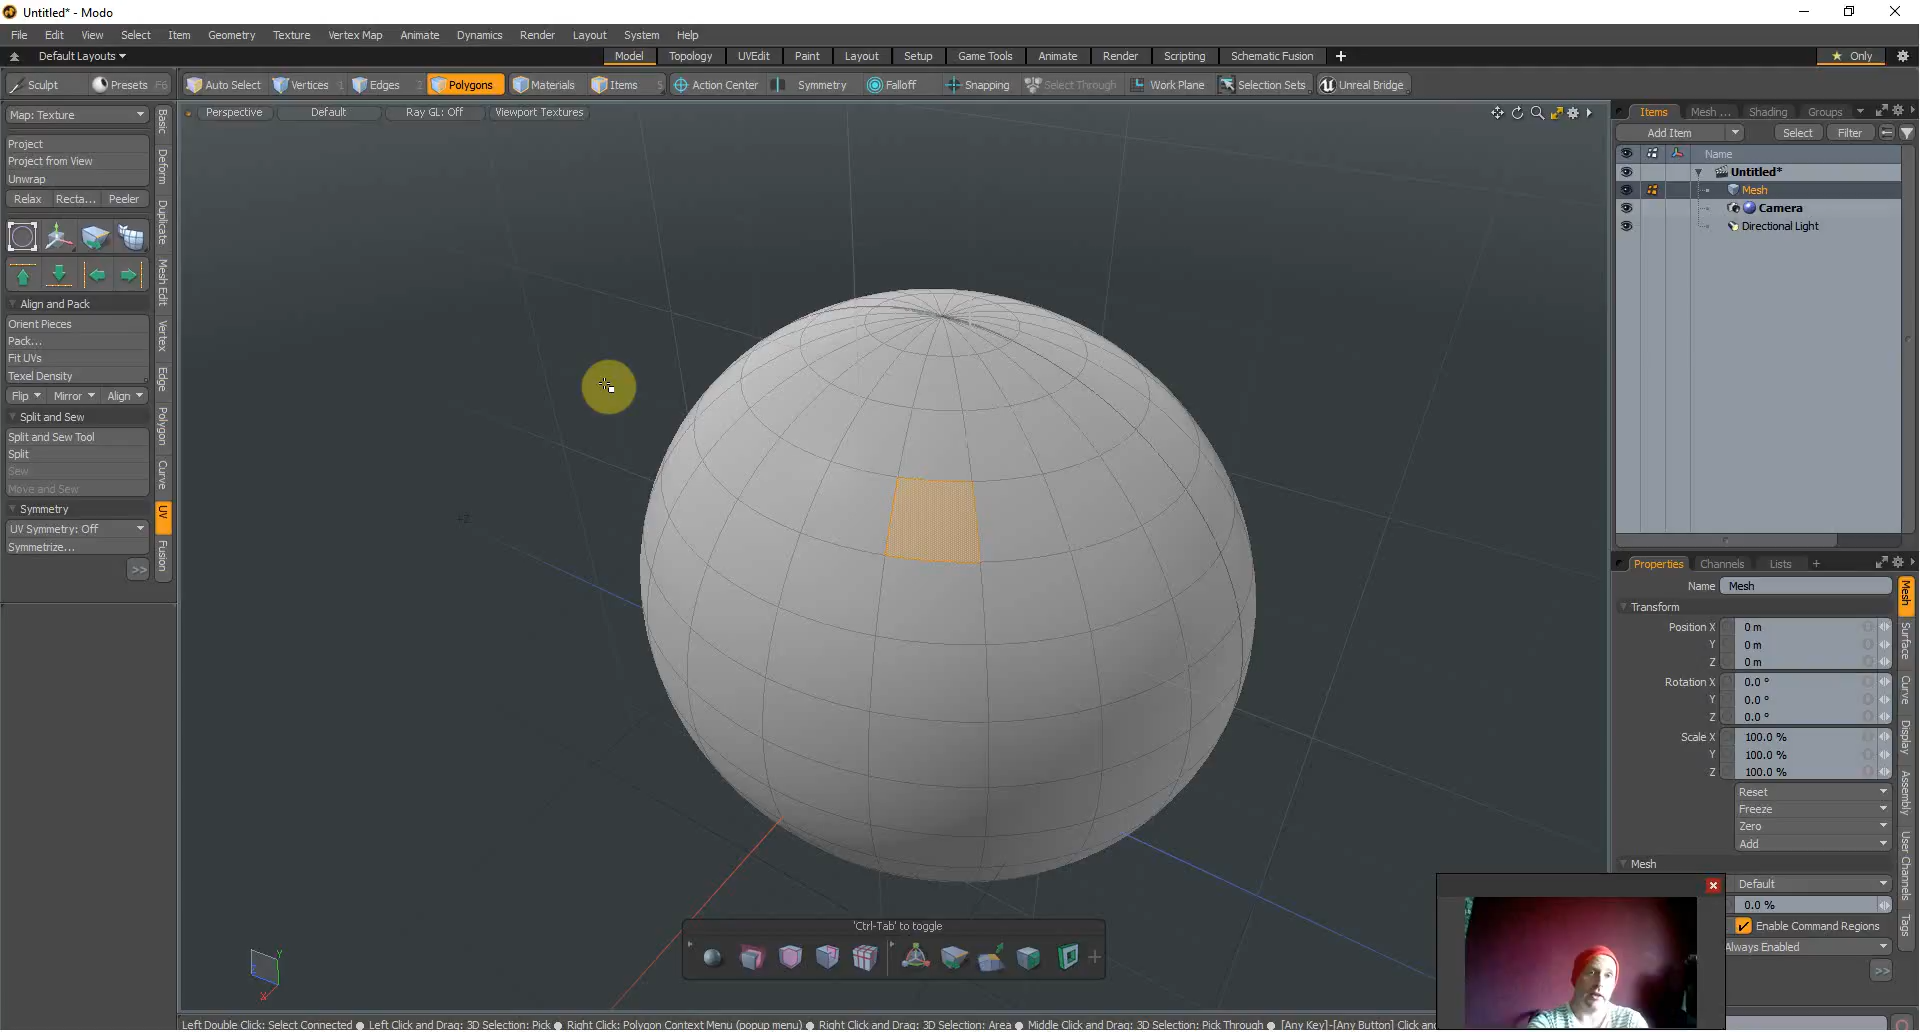 Untitled* - Modo
File Edit View Select Item Geometry Texture Vertex Map Animate Dynamics Render Layout System Help
Default Layouts Model Topology UVEdit Paint Layout Setup Game Tools Animate Render Scripting Schematic Fusion Only
Sculpt Presets F6 Auto Select Vertices 1 Edges 2 Polygons Materials Items 5 Action Center Symmetry Falloff Snapping Select Through Work Plane Selection Sets Unreal Bridge
Map: Texture
Project
Project from View
Unwrap
Relax Recta... Peeler
Align and Pack
Orient Pieces
Pack...
Fit UVs
Texel Density
Flip Mirror Align
Split and Sew
Split and Sew Tool
Split
Sew
Move and Sew
Symmetry
UV Symmetry: Off
Symmetrize...
>>
Basic
Deform
Duplicate
Mesh Edit
Vertex
Edge
Polygon
Curve
UV
Fusion
Perspective Default Ray GL: Off Viewport Textures
+Z
Y
Z
X
'Ctrl-Tab' to toggle
Items Mesh ... Shading Groups
Add Item Select Filter
Name
Untitled*
Mesh
Camera
Directional Light
Properties Channels Lists +
Name Mesh
Transform
Position X 0 m
Y 0 m
Z 0 m
Rotation X 0.0 °
Y 0.0 °
Z 0.0 °
Scale X 100.0 %
Y 100.0 %
Z 100.0 %
Reset
Freeze
Zero
Add
Mesh
Default
0.0 %
Enable Command Regions
Always Enabled
>>
Mesh
Surface
Curve
Display
Assembly
User Channels
Tags
Left Double Click: Select Connected ● Left Click and Drag: 3D Selection: Pick ● Right Click: Polygon Context Menu (popup menu) ● Right Click and Drag: 3D Selection: Area ● Middle Click and Drag: 3D Selection: Pick Through ● [Any Key]-[Any Button] Click and